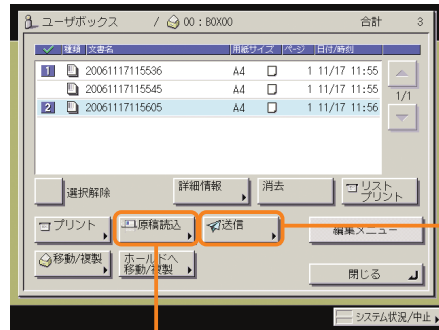 ユーザボックス / 00 : BOX00 合計 3
種類 文書名 用紙サイズ ページ 日付/時刻
1 20061117115536 A4 1 11/17 11:55
20061117115545 A4 1 11/17 11:55
2 20061117115605 A4 1 11/17 11:56
1/1
選択解除 詳細情報 消去 リスト
プリント
プリント 原稿読込 送信 編集メニュー
移動/複製 ホールドへ
移動/複製 閉じる
システム状況/中止